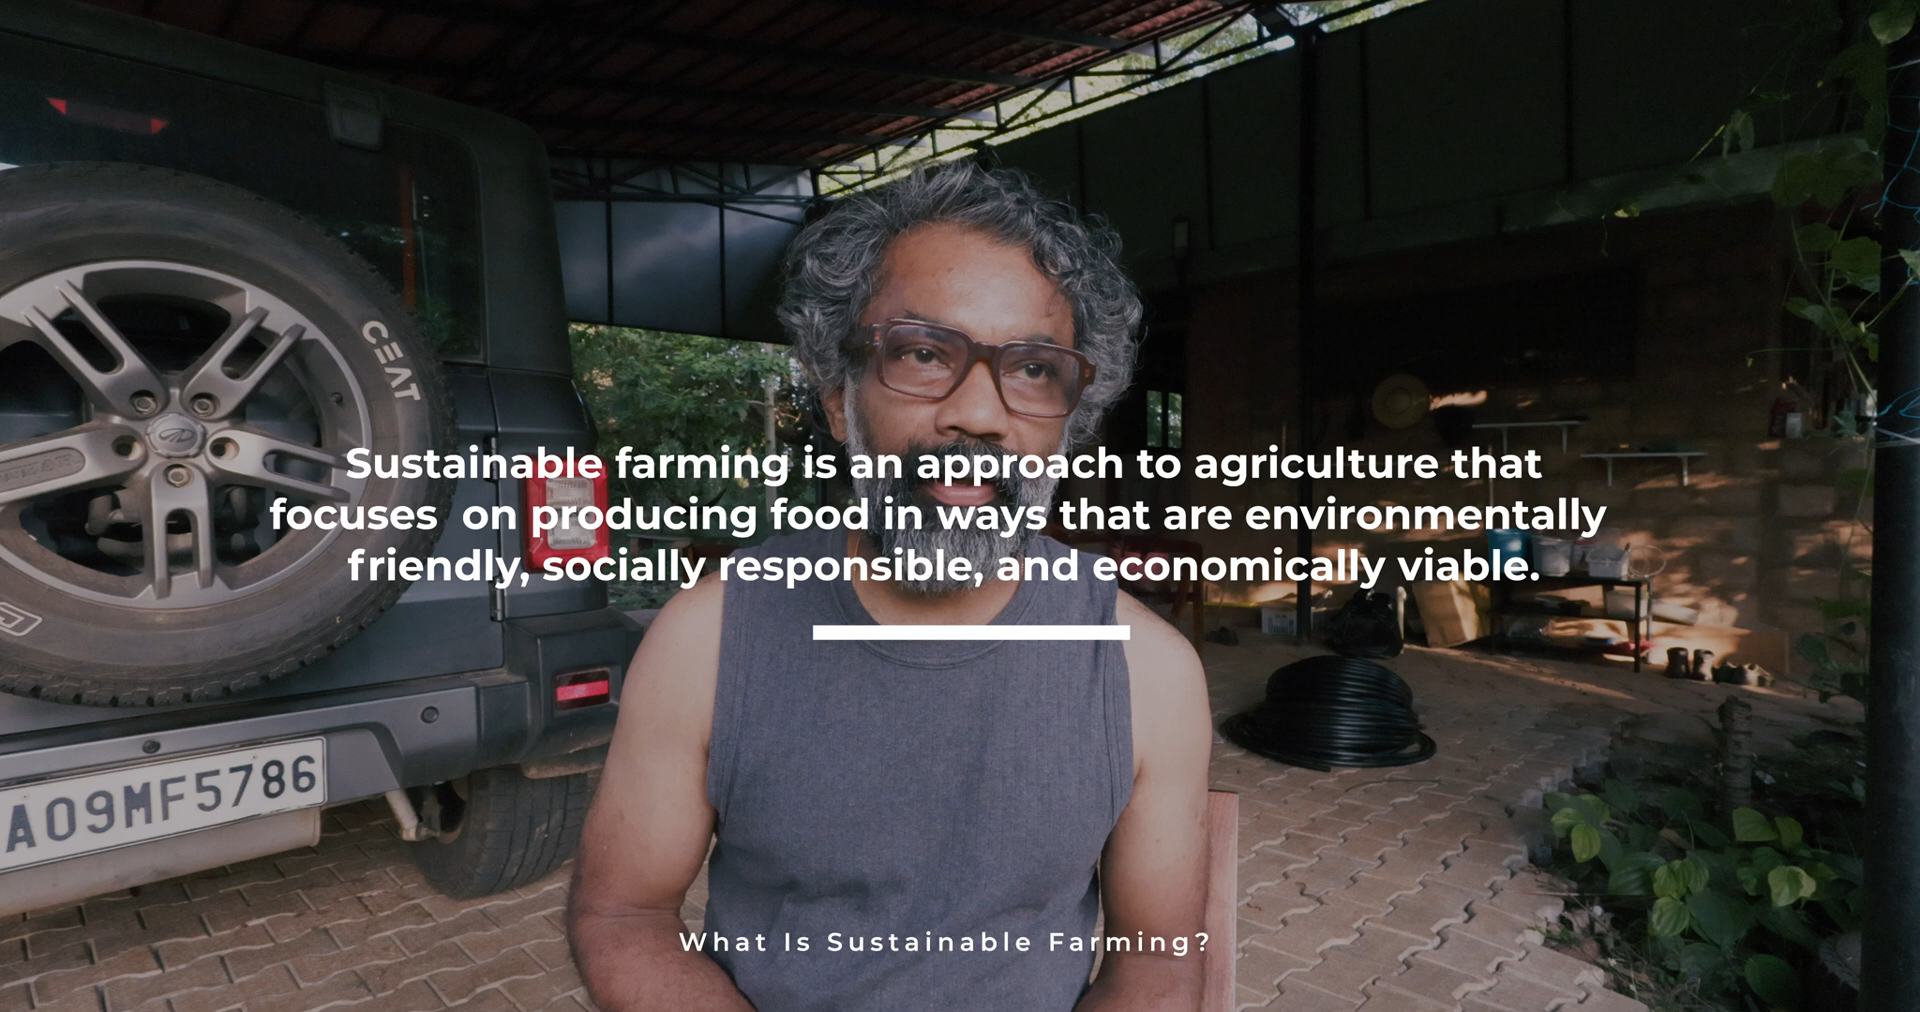 CEAT
Sustainable farming is an approach to agriculture that
focuses on producing food in ways that are environmentally
friendly, socially responsible, and economically viable.
A09MF5786
What Is Sustainable Farming?